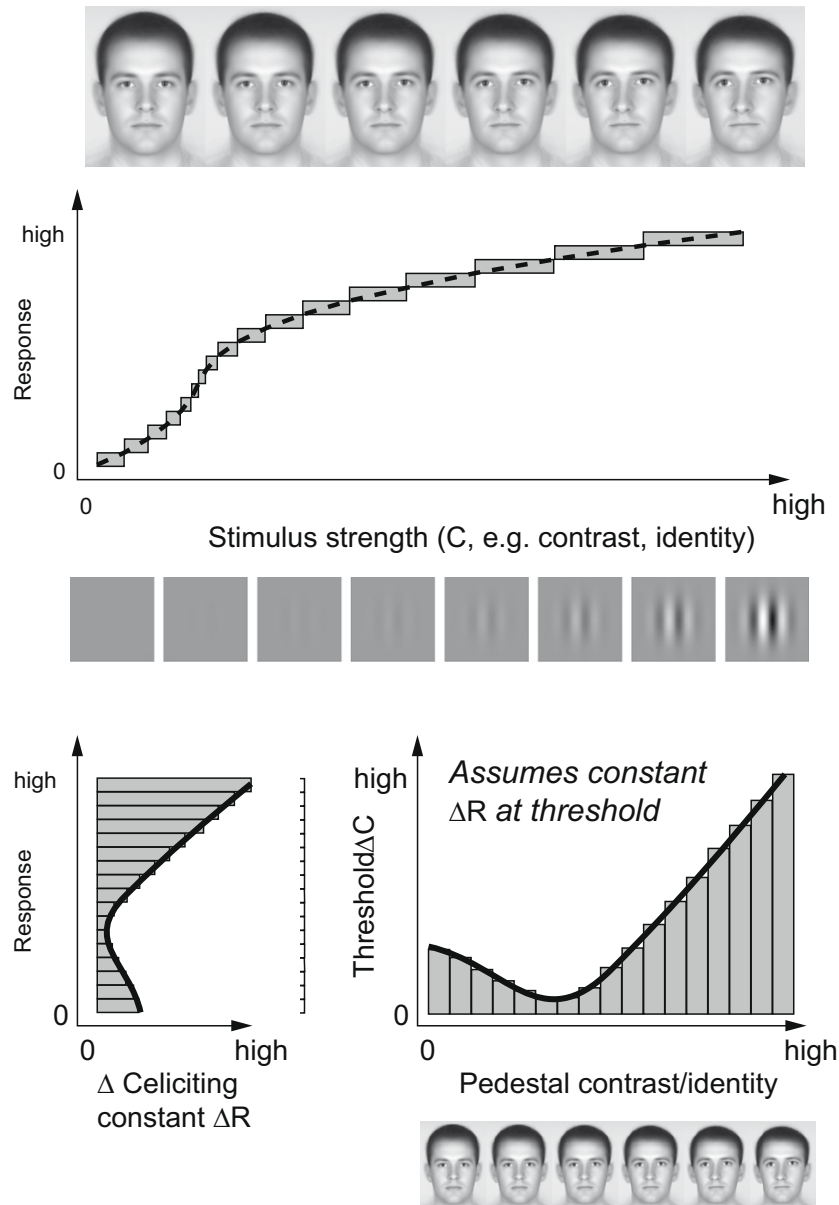 high
Response
0
0
high
Stimulus strength (C, e.g. contrast, identity)
high
Response
0
0
high
Δ Celiciting
constant ΔR
high
Assumes constant
ΔR at threshold
ThresholdΔC
0
0
high
Pedestal contrast/identity